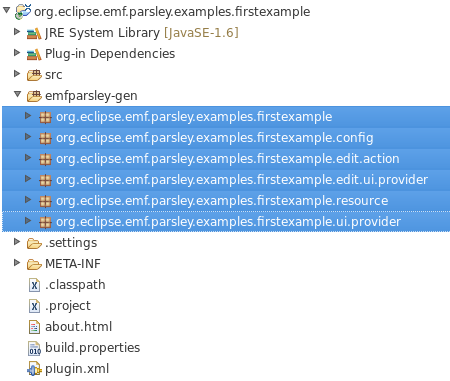 org.eclipse.emf.parsley.examples.firstexample
JRE System Library [JavaSE-1.6]
Plug-in Dependencies
src
emfparsley-gen
org.eclipse.emf.parsley.examples.firstexample
org.eclipse.emf.parsley.examples.firstexample.config
org.eclipse.emf.parsley.examples.firstexample.edit.action
org.eclipse.emf.parsley.examples.firstexample.edit.ui.provider
org.eclipse.emf.parsley.examples.firstexample.resource
org.eclipse.emf.parsley.examples.firstexample.ui.provider
.settings
META-INF
.classpath
.project
about.html
build.properties
plugin.xml